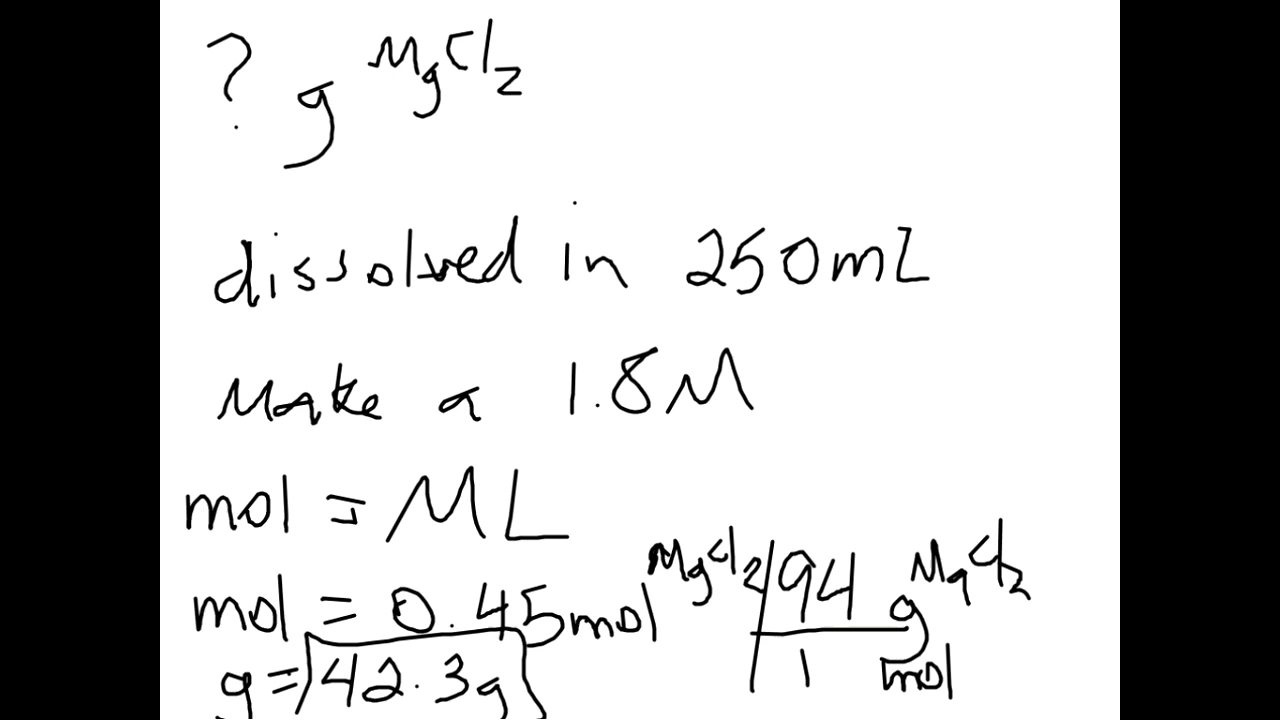 ? g MgCl2
dissolved in 250mL
Make a 1.8M
mol = ML
mol = 0.45mol MgCl2 | 94 g MgCl2
1 mol
g = 42.3g